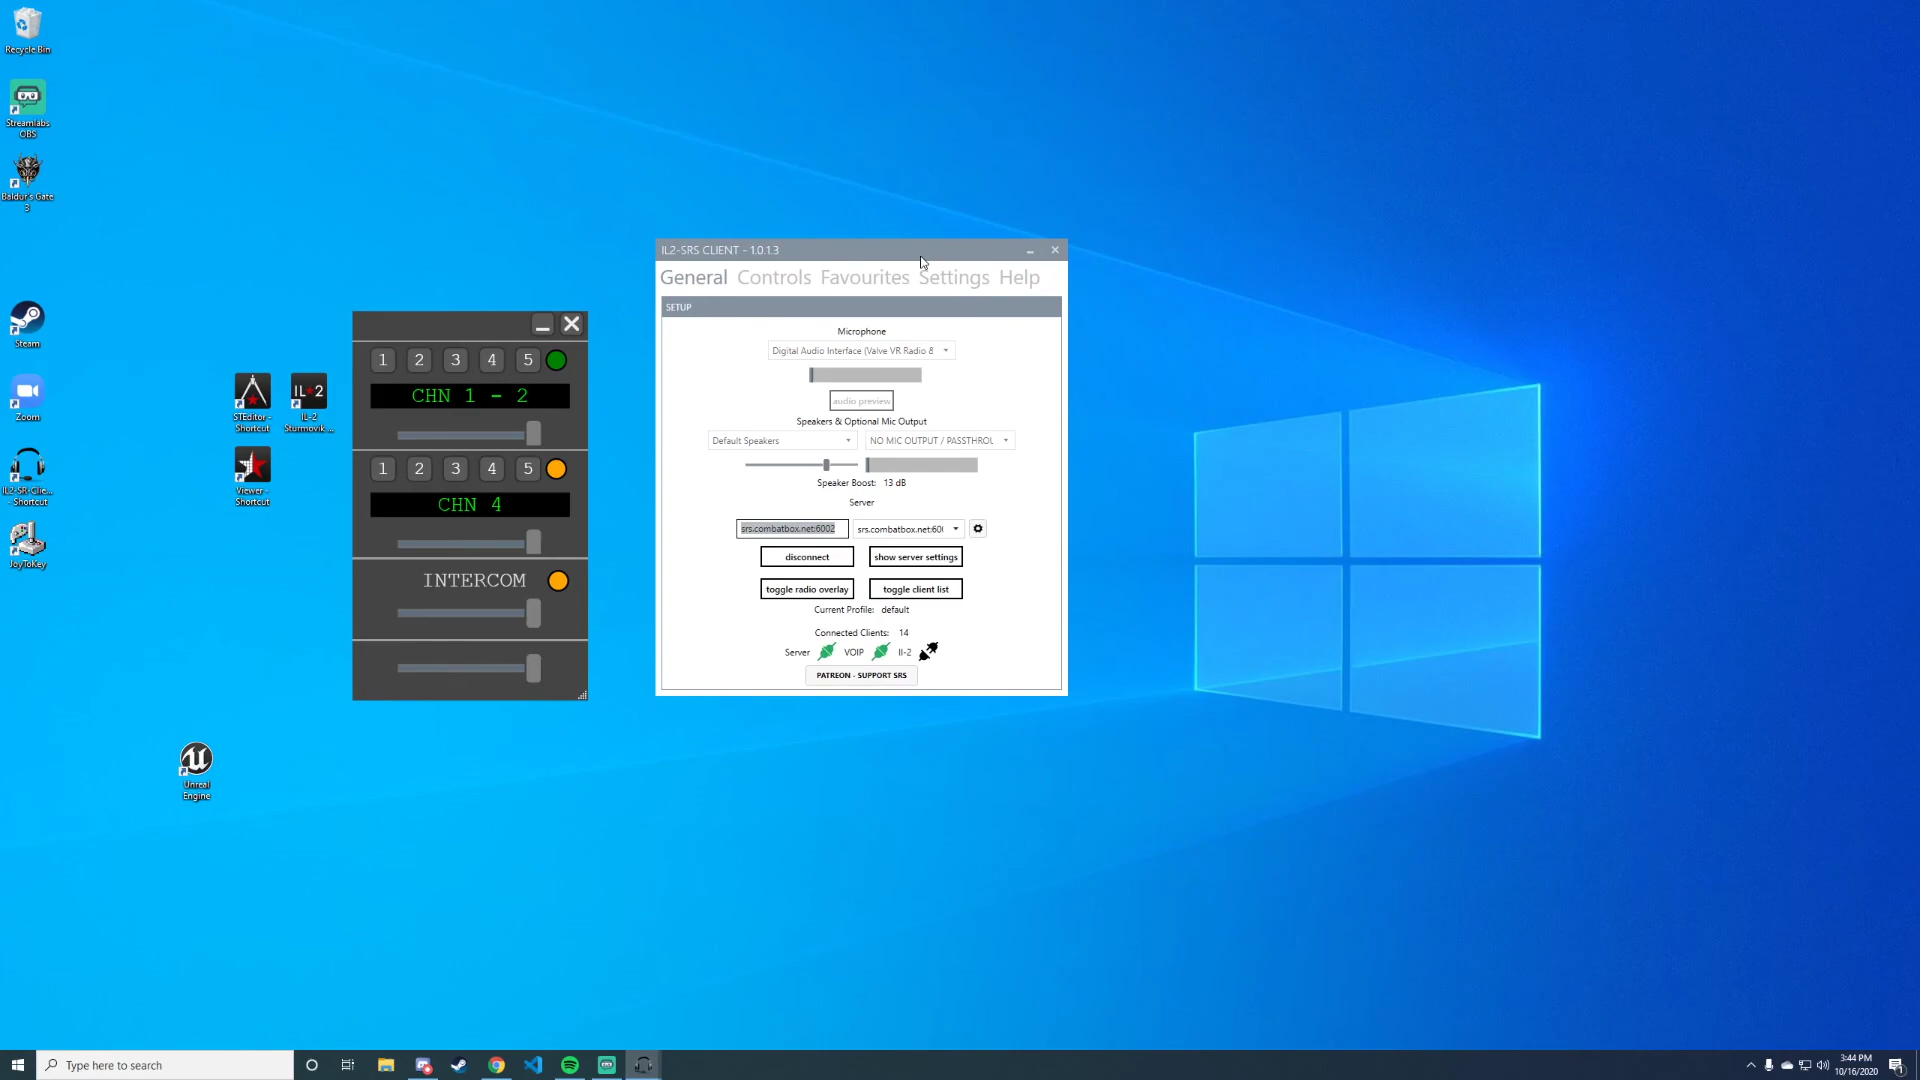 Recycle Bin
Streamlabs
OBS
Baldur's Gate
3
Steam
Zoom
IL2-SR-Clie...
- Shortcut
JoyToKey
STEditor -
Shortcut
IL·2
IL-2
Sturmovik ...
Viewer -
Shortcut
Unreal
Engine
1 2 3 4 5
CHN 1 - 2
1 2 3 4 5
CHN 4
INTERCOM
IL2-SRS CLIENT - 1.0.1.3
General Controls Favourites Settings Help
SETUP
Microphone
Digital Audio Interface (Valve VR Radio &
audio preview
Speakers & Optional Mic Output
Default Speakers
NO MIC OUTPUT / PASSTHROU
Speaker Boost: 13 dB
Server
srs.combatbox.net:6002
srs.combatbox.net:600
disconnect
show server settings
toggle radio overlay
toggle client list
Current Profile: default
Connected Clients: 14
Server VOIP Il-2
PATREON - SUPPORT SRS
Type here to search
3:44 PM
10/16/2020